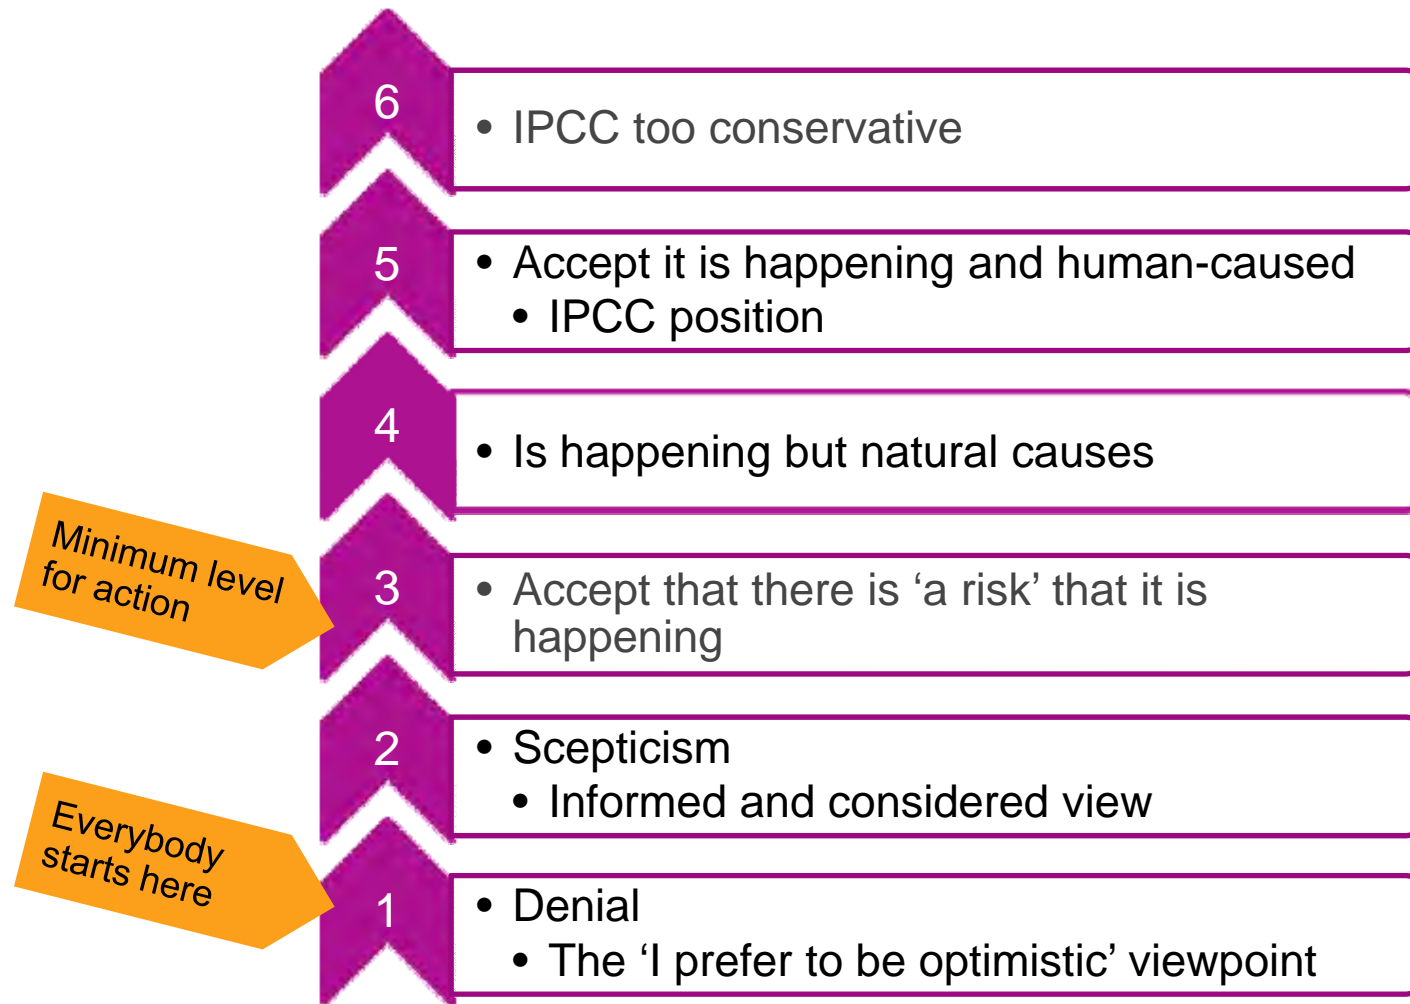 6
• IPCC too conservative
5
• Accept it is happening and human-caused
• IPCC position
4
• Is happening but natural causes
Minimum level
for action
3
• Accept that there is ‘a risk’ that it is
happening
2
• Scepticism
• Informed and considered view
Everybody
starts here
1
• Denial
• The ‘I prefer to be optimistic’ viewpoint